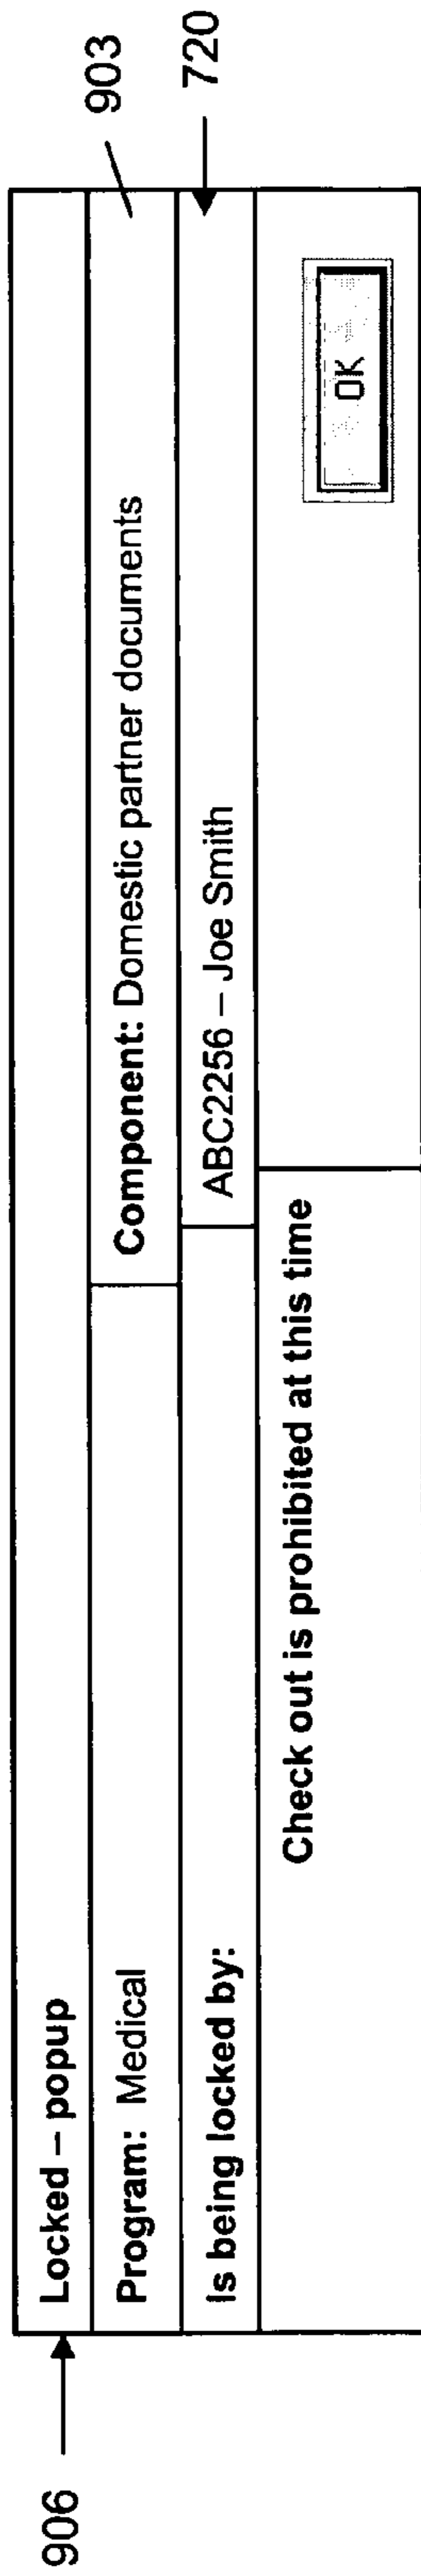 906
Locked – popup
Program: Medical
Component: Domestic partner documents
903
Is being locked by:
ABC2256 – Joe Smith
720
Check out is prohibited at this time
OK